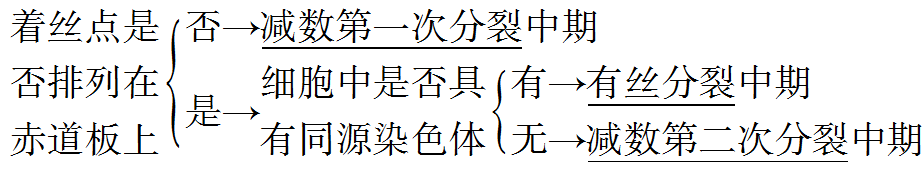 着丝点是 否→减数第一次分裂中期
否排列在 是→细胞中是否具 有→有丝分裂中期
赤道板上 有同源染色体 无→减数第二次分裂中期